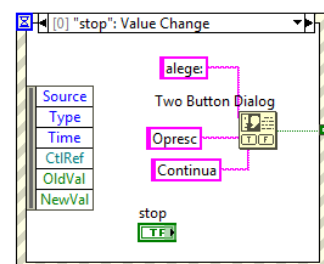 [0] "stop": Value Change
alege:
Source
Type
Time
CtlRef
OldVal
NewVal
Two Button Dialog
Opresc
T F
Continua
stop
TF